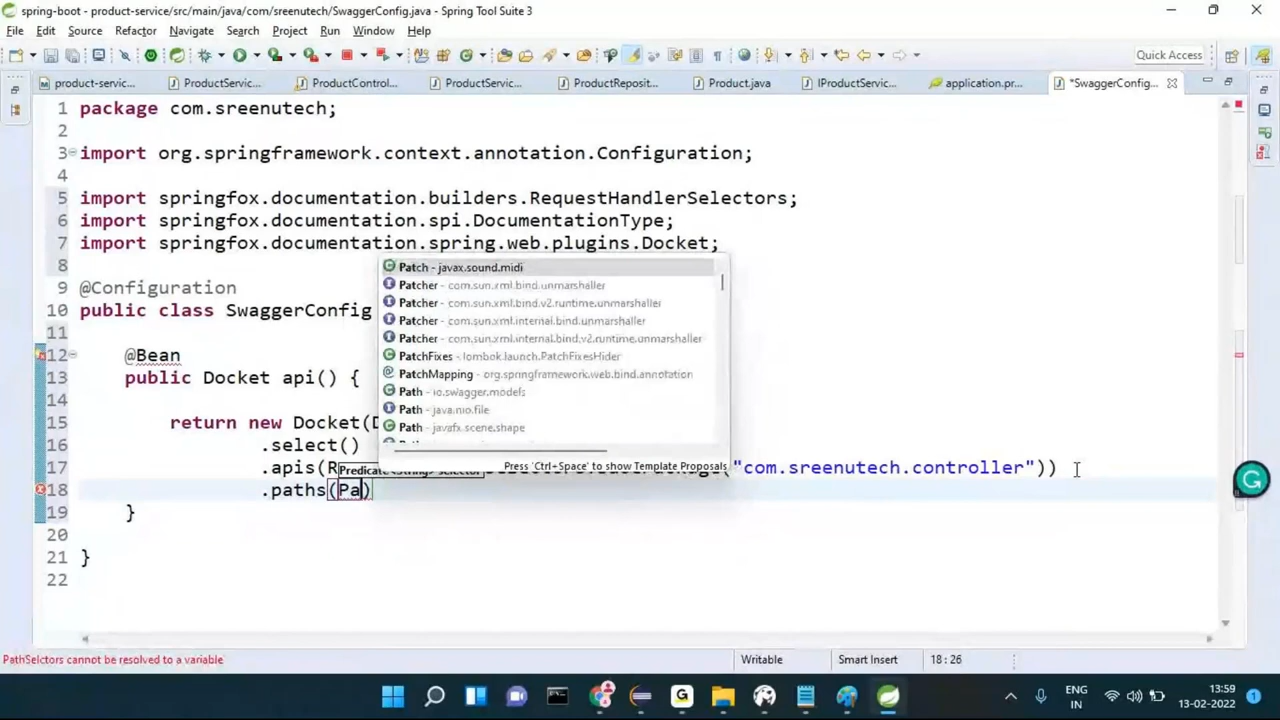 spring-boot - product-service/src/main/java/com/sreenutech/SwaggerConfig.java - Spring Tool Suite 3
File Edit Source Refactor Navigate Search Project Run Window Help
Quick Access
product-servic... ProductServic... ProductControl... ProductServic... ProductReposit... Product.java IProductServic... application.pr... *SwaggerConfig...
1 package com.sreenutech;
2
3 import org.springframework.context.annotation.Configuration;
4
5 import springfox.documentation.builders.RequestHandlerSelectors;
6 import springfox.documentation.spi.DocumentationType;
7 import springfox.documentation.spring.web.plugins.Docket;
8
9 @Configuration
10 public class SwaggerConfig
11
12 @Bean
13 public Docket api() {
14
15 return new Docket(
16 .select()
17 .apis(R ("com.sreenutech.controller"))
18 .paths(Pa)
19 }
20
21 }
22
Patch - javax.sound.midi
Patcher - com.sun.xml.bind.unmarshaller
Patcher - com.sun.xml.bind.v2.runtime.unmarshaller
Patcher - com.sun.xml.internal.bind.unmarshaller
Patcher - com.sun.xml.internal.bind.v2.runtime.unmarshaller
PatchFixes - lombok.launch.PatchFixesHider
PatchMapping - org.springframework.web.bind.annotation
Path - io.swagger.models
Path - java.nio.file
Path - javafx.scene.shape
Press 'Ctrl+Space' to show Template Proposals
Predicate<String> selector
PathSelctors cannot be resolved to a variable
Writable Smart Insert 18 : 26
ENG
IN
13:59
13-02-2022